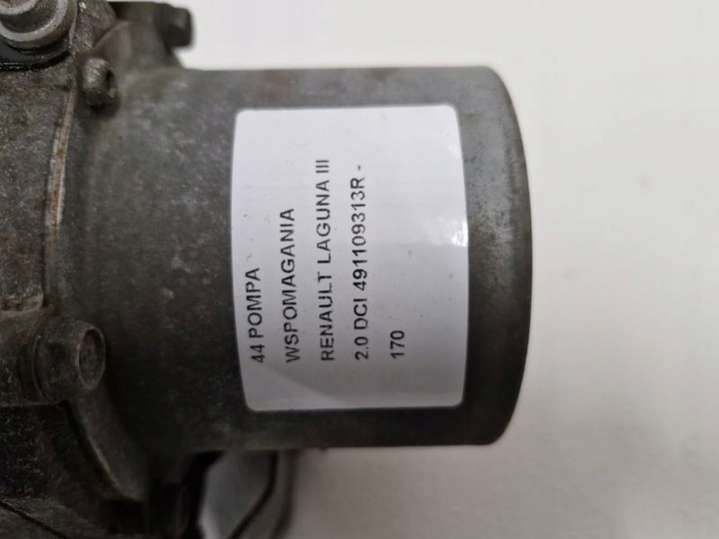 44 POMPA
WSPOMAGANIA
RENAULT LAGUNA III
2.0 DCI 491109313R -
170